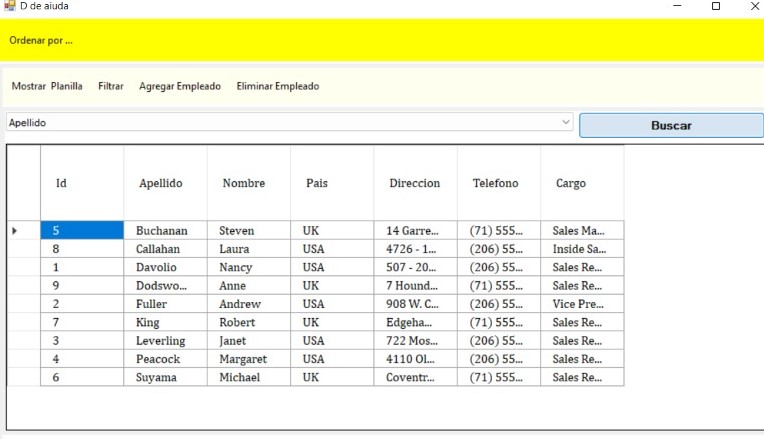 D de aiuda
Ordenar por ...
Mostrar Planilla Filtrar Agregar Empleado Eliminar Empleado
Apellido Buscar
Id Apellido Nombre Pais Direccion Telefono Cargo
5 Buchanan Steven UK 14 Garre... (71) 555... Sales Ma...
8 Callahan Laura USA 4726 - 1... (206) 55... Inside Sa...
1 Davolio Nancy USA 507 - 20... (206) 55... Sales Re...
9 Dodswo... Anne UK 7 Hound... (71) 555... Sales Re...
2 Fuller Andrew USA 908 W. C... (206) 55... Vice Pre...
7 King Robert UK Edgeha... (71) 555... Sales Re...
3 Leverling Janet USA 722 Mos... (206) 55... Sales Re...
4 Peacock Margaret USA 4110 Ol... (206) 55... Sales Re...
6 Suyama Michael UK Coventr... (71) 555... Sales Re...